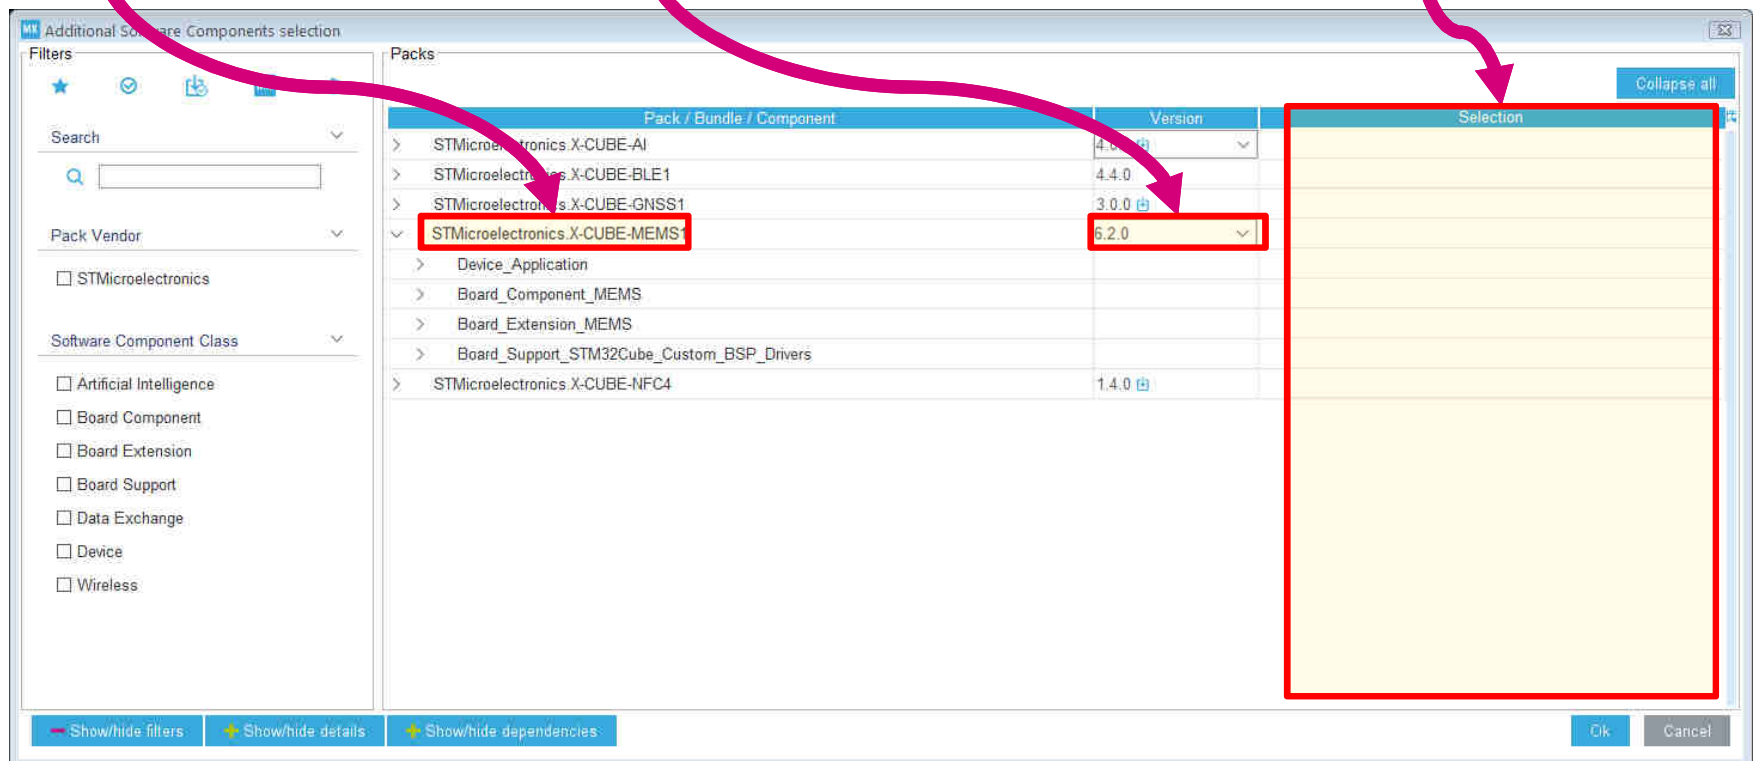 MX Additional Software Components selection
Filters
Packs
Collapse all
Pack / Bundle / Component Version Selection
Search
STMicroelectronics.X-CUBE-AI
STMicroelectronics.X-CUBE-BLE1 4.4.0
STMicroelectronics.X-CUBE-GNSS1 3.0.0
Pack Vendor
STMicroelectronics.X-CUBE-MEMS1 6.2.0
Device_Application
STMicroelectronics
Board_Component_MEMS
Board_Extension_MEMS
Software Component Class
Board_Support_STM32Cube_Custom_BSP_Drivers
Artificial Intelligence
STMicroelectronics.X-CUBE-NFC4 1.4.0
Board Component
Board Extension
Board Support
Data Exchange
Device
Wireless
Show/hide filters Show/hide details Show/hide dependencies Ok Cancel